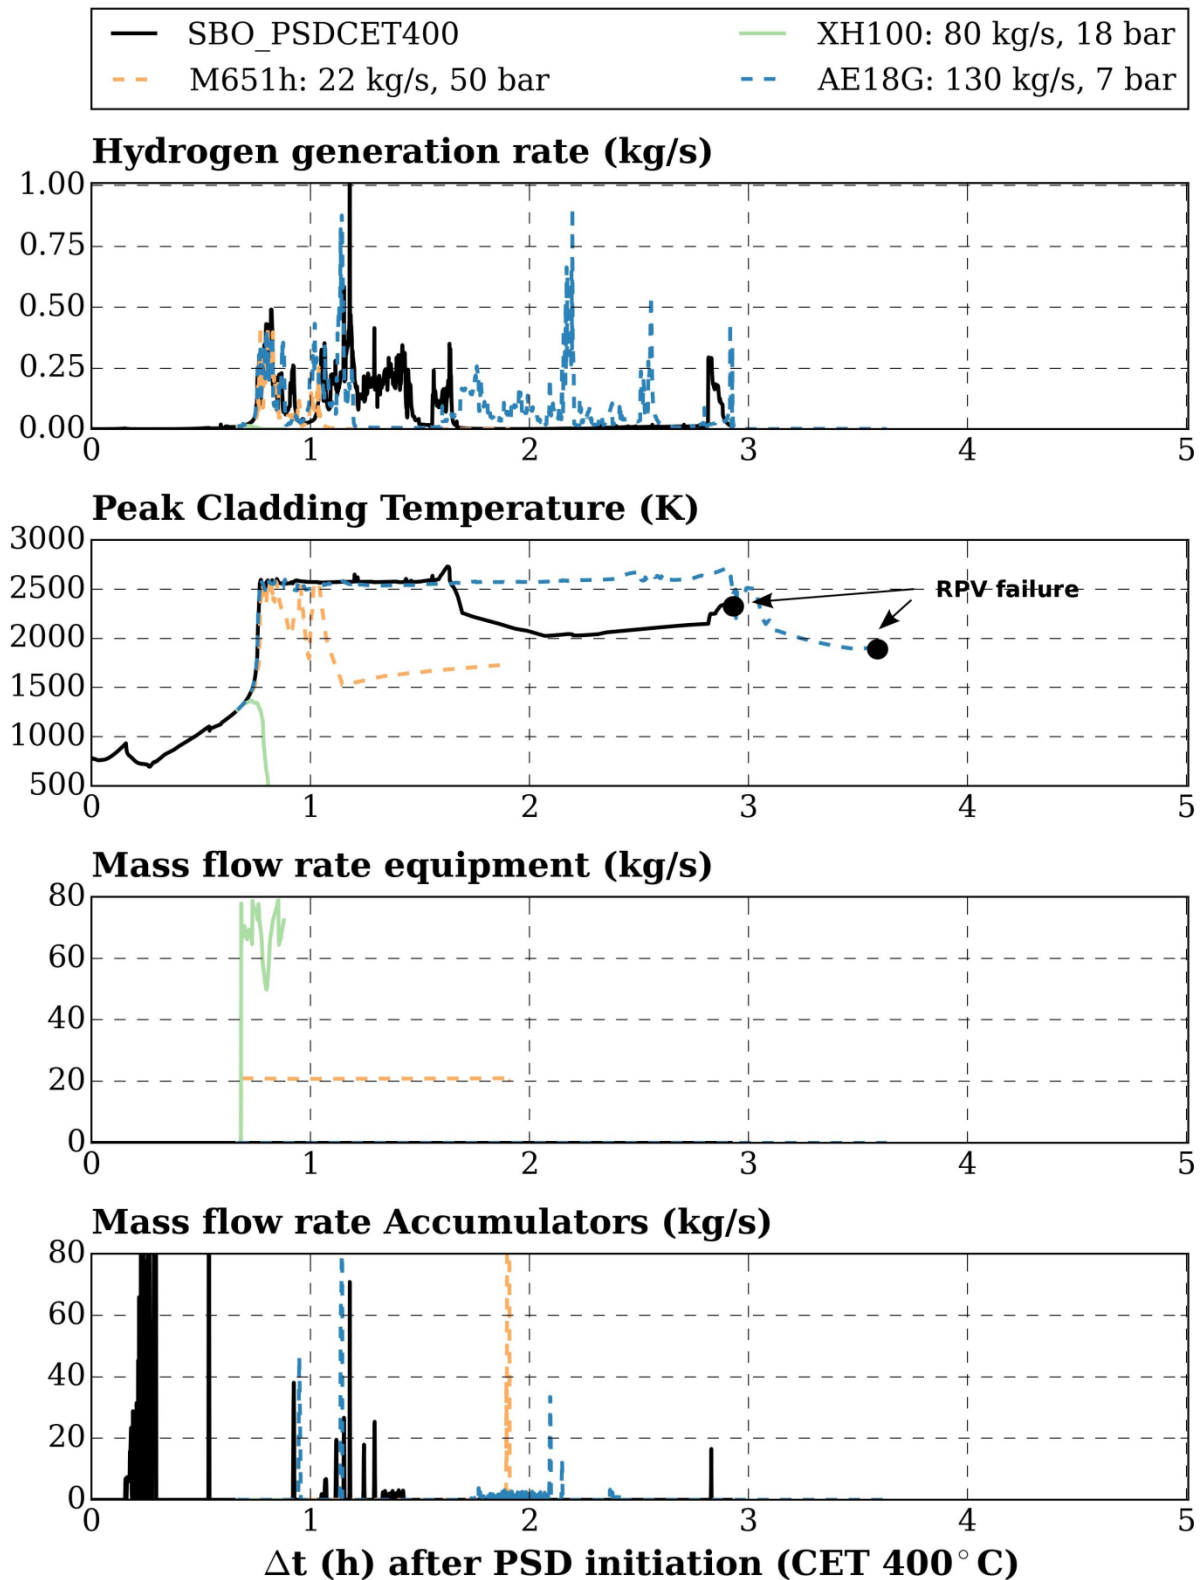 SBO_PSDCET400
XH100: 80 kg/s, 18 bar
M651h: 22 kg/s, 50 bar
AE18G: 130 kg/s, 7 bar
Hydrogen generation rate (kg/s)
1.00
0.75
0.50
0.25
0.00
0 1 2 3 4 5
Peak Cladding Temperature (K)
3000
2500
RPV failure
2000
1500
1000
500
0 1 2 3 4 5
Mass flow rate equipment (kg/s)
80
60
40
20
0
0 1 2 3 4 5
Mass flow rate Accumulators (kg/s)
80
60
40
20
0
0 1 2 3 4 5
Δt (h) after PSD initiation (CET 400°C)